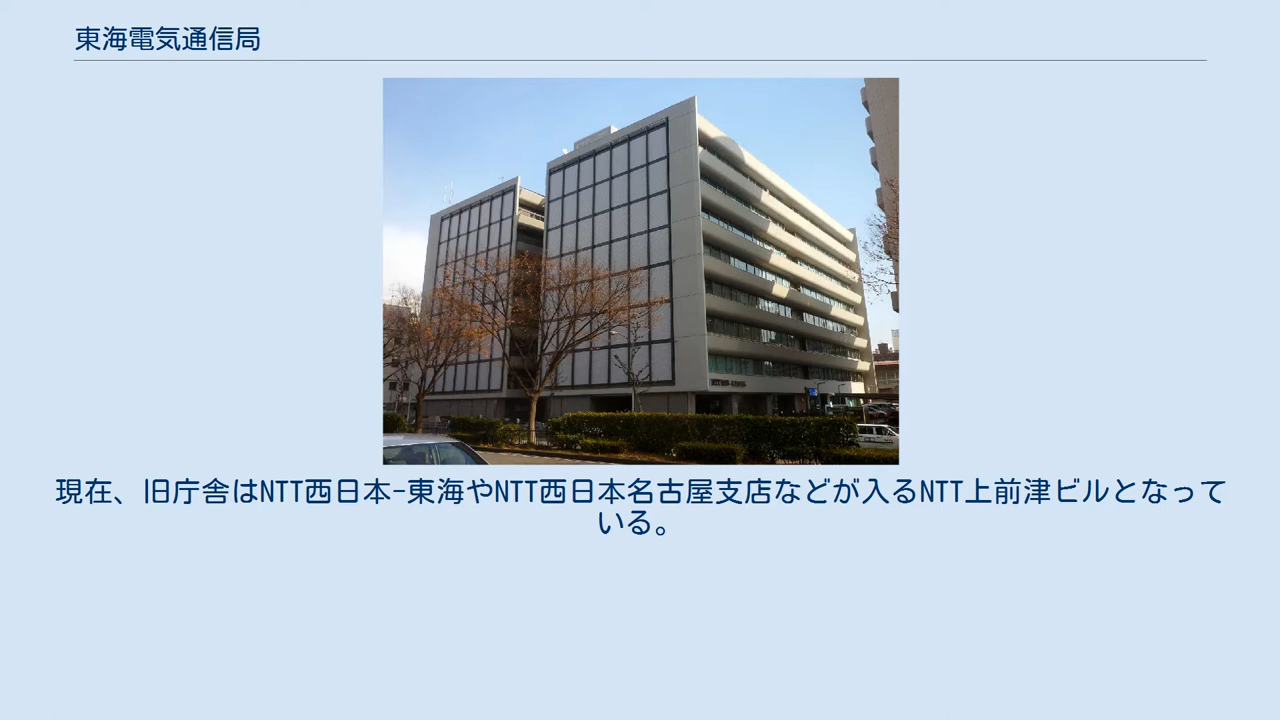 東海電気通信局
現在、旧庁舎はNTT西日本-東海やNTT西日本名古屋支店などが入るNTT上前津ビルとなって
いる。